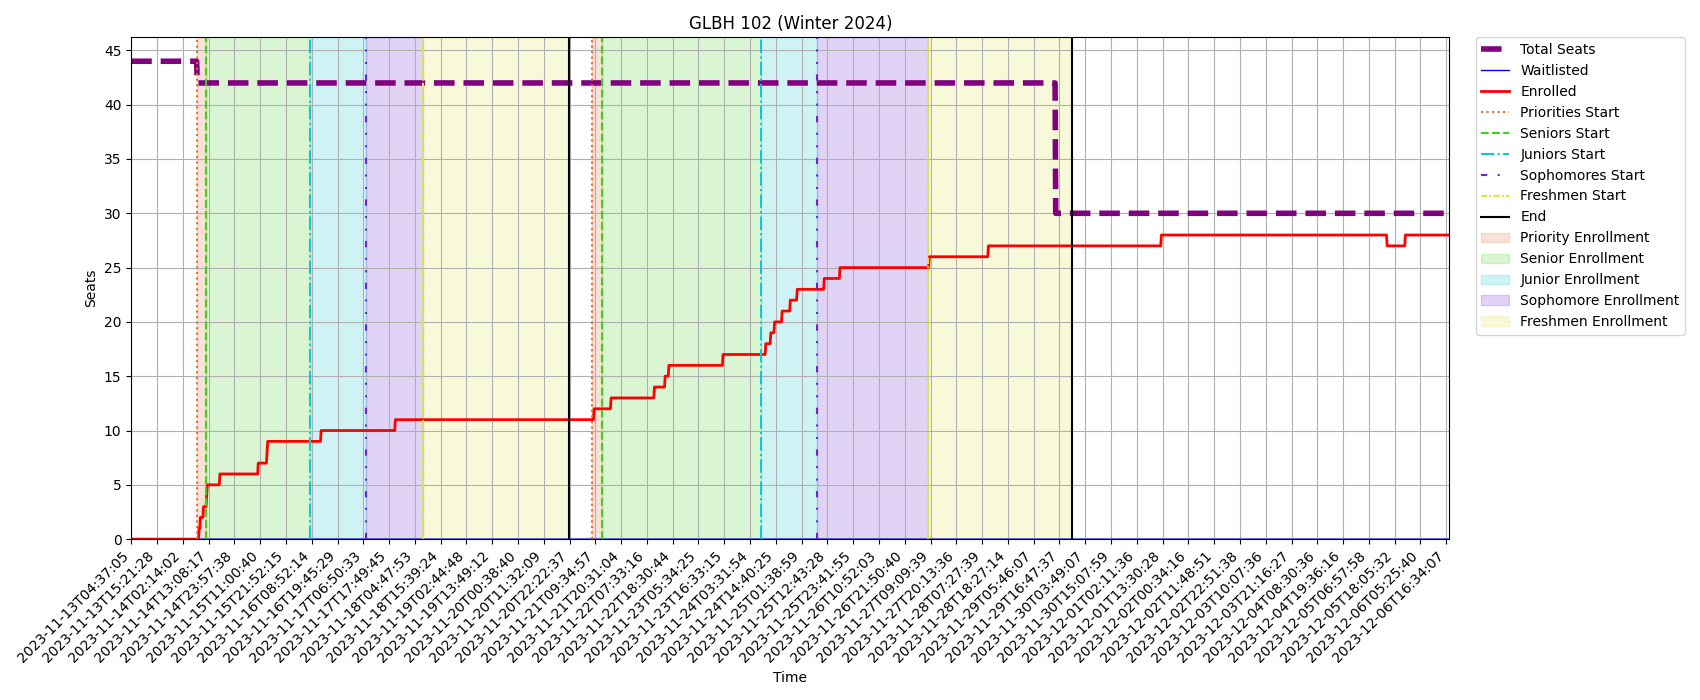 GLBH 102 (Winter 2024)
45
40
35
30
25
20
15
10
5
0
Seats
2023-11-13T04:37:05
2023-11-13T15:21:28
2023-11-14T02:14:02
2023-11-14T13:08:17
2023-11-14T23:57:38
2023-11-15T11:00:40
2023-11-15T21:52:15
2023-11-16T08:52:14
2023-11-16T19:45:29
2023-11-17T06:50:33
2023-11-17T17:49:45
2023-11-18T04:47:53
2023-11-18T15:39:24
2023-11-19T02:44:48
2023-11-19T13:49:12
2023-11-20T00:38:40
2023-11-20T11:32:09
2023-11-20T22:22:37
2023-11-21T09:34:57
2023-11-21T20:31:04
2023-11-22T07:33:16
2023-11-22T18:30:44
2023-11-23T05:34:25
2023-11-23T16:33:15
2023-11-24T03:31:54
2023-11-24T14:40:25
2023-11-25T01:38:59
2023-11-25T12:43:28
2023-11-25T23:41:55
2023-11-26T10:52:03
2023-11-26T21:50:40
2023-11-27T09:09:39
2023-11-27T20:13:36
2023-11-28T07:27:39
2023-11-28T18:27:14
2023-11-29T05:46:07
2023-11-29T16:47:37
2023-11-30T03:49:07
2023-11-30T15:07:59
2023-12-01T02:11:36
2023-12-01T13:30:28
2023-12-02T00:34:16
2023-12-02T11:48:51
2023-12-02T22:51:38
2023-12-03T10:07:36
2023-12-03T21:16:27
2023-12-04T08:30:36
2023-12-04T19:36:16
2023-12-05T06:57:58
2023-12-05T18:05:32
2023-12-06T05:25:40
2023-12-06T16:34:07
Time
Total Seats
Waitlisted
Enrolled
Priorities Start
Seniors Start
Juniors Start
Sophomores Start
Freshmen Start
End
Priority Enrollment
Senior Enrollment
Junior Enrollment
Sophomore Enrollment
Freshmen Enrollment